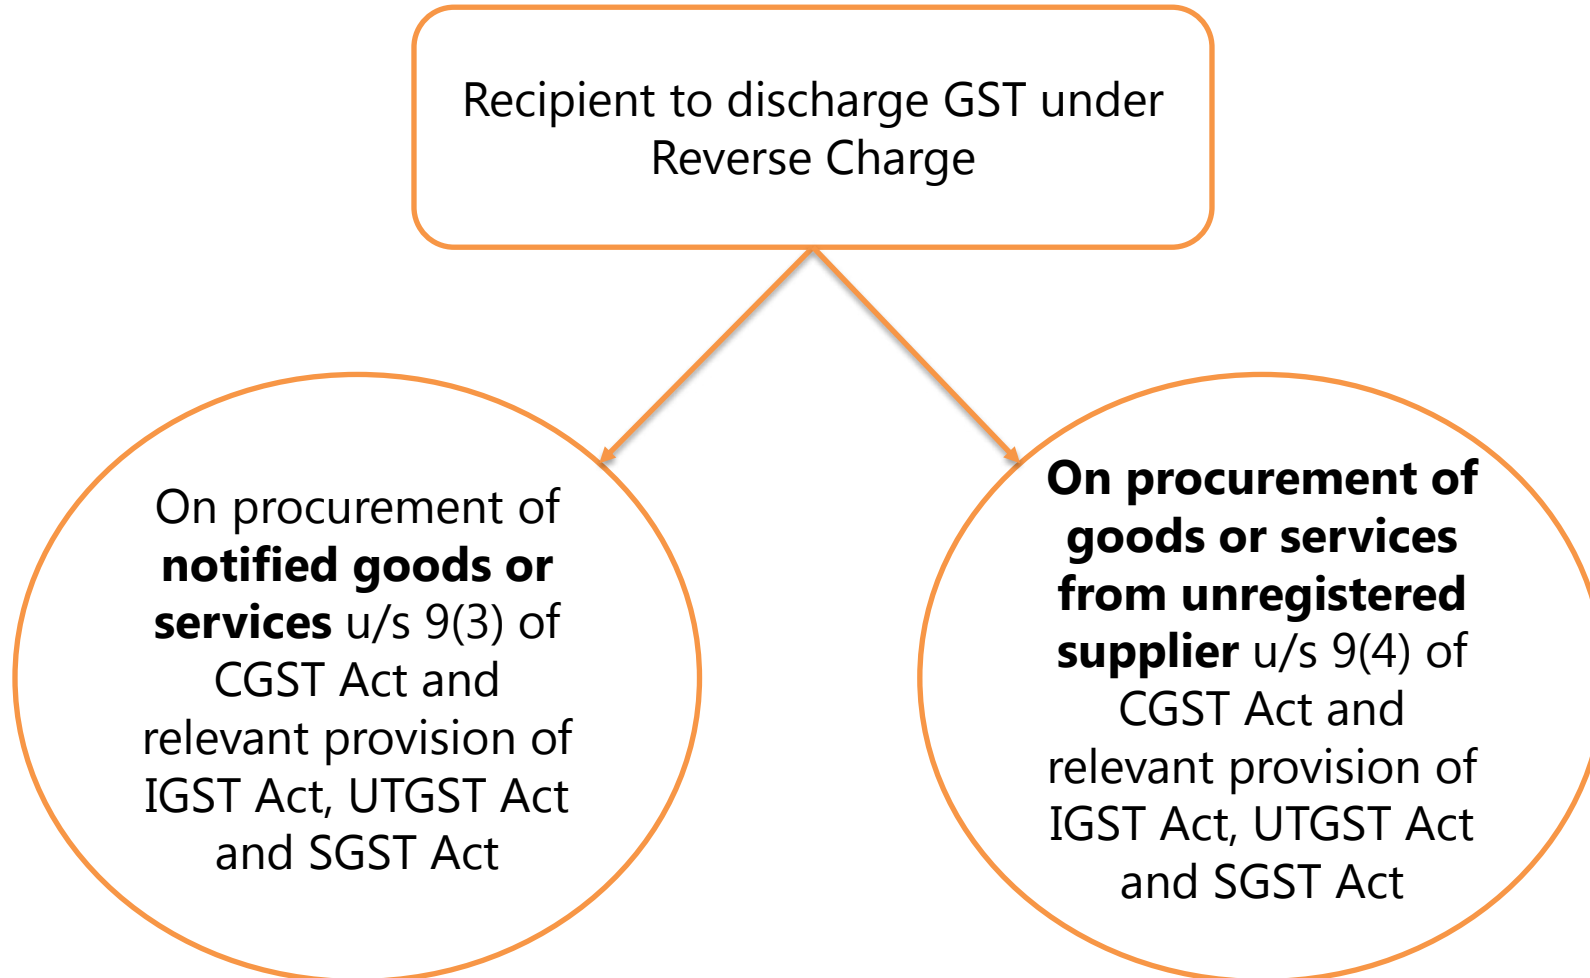 Recipient to discharge GST under
Reverse Charge
On procurement of
notified goods or
services u/s 9(3) of
CGST Act and
relevant provision of
IGST Act, UTGST Act
and SGST Act
On procurement of
goods or services
from unregistered
supplier u/s 9(4) of
CGST Act and
relevant provision of
IGST Act, UTGST Act
and SGST Act